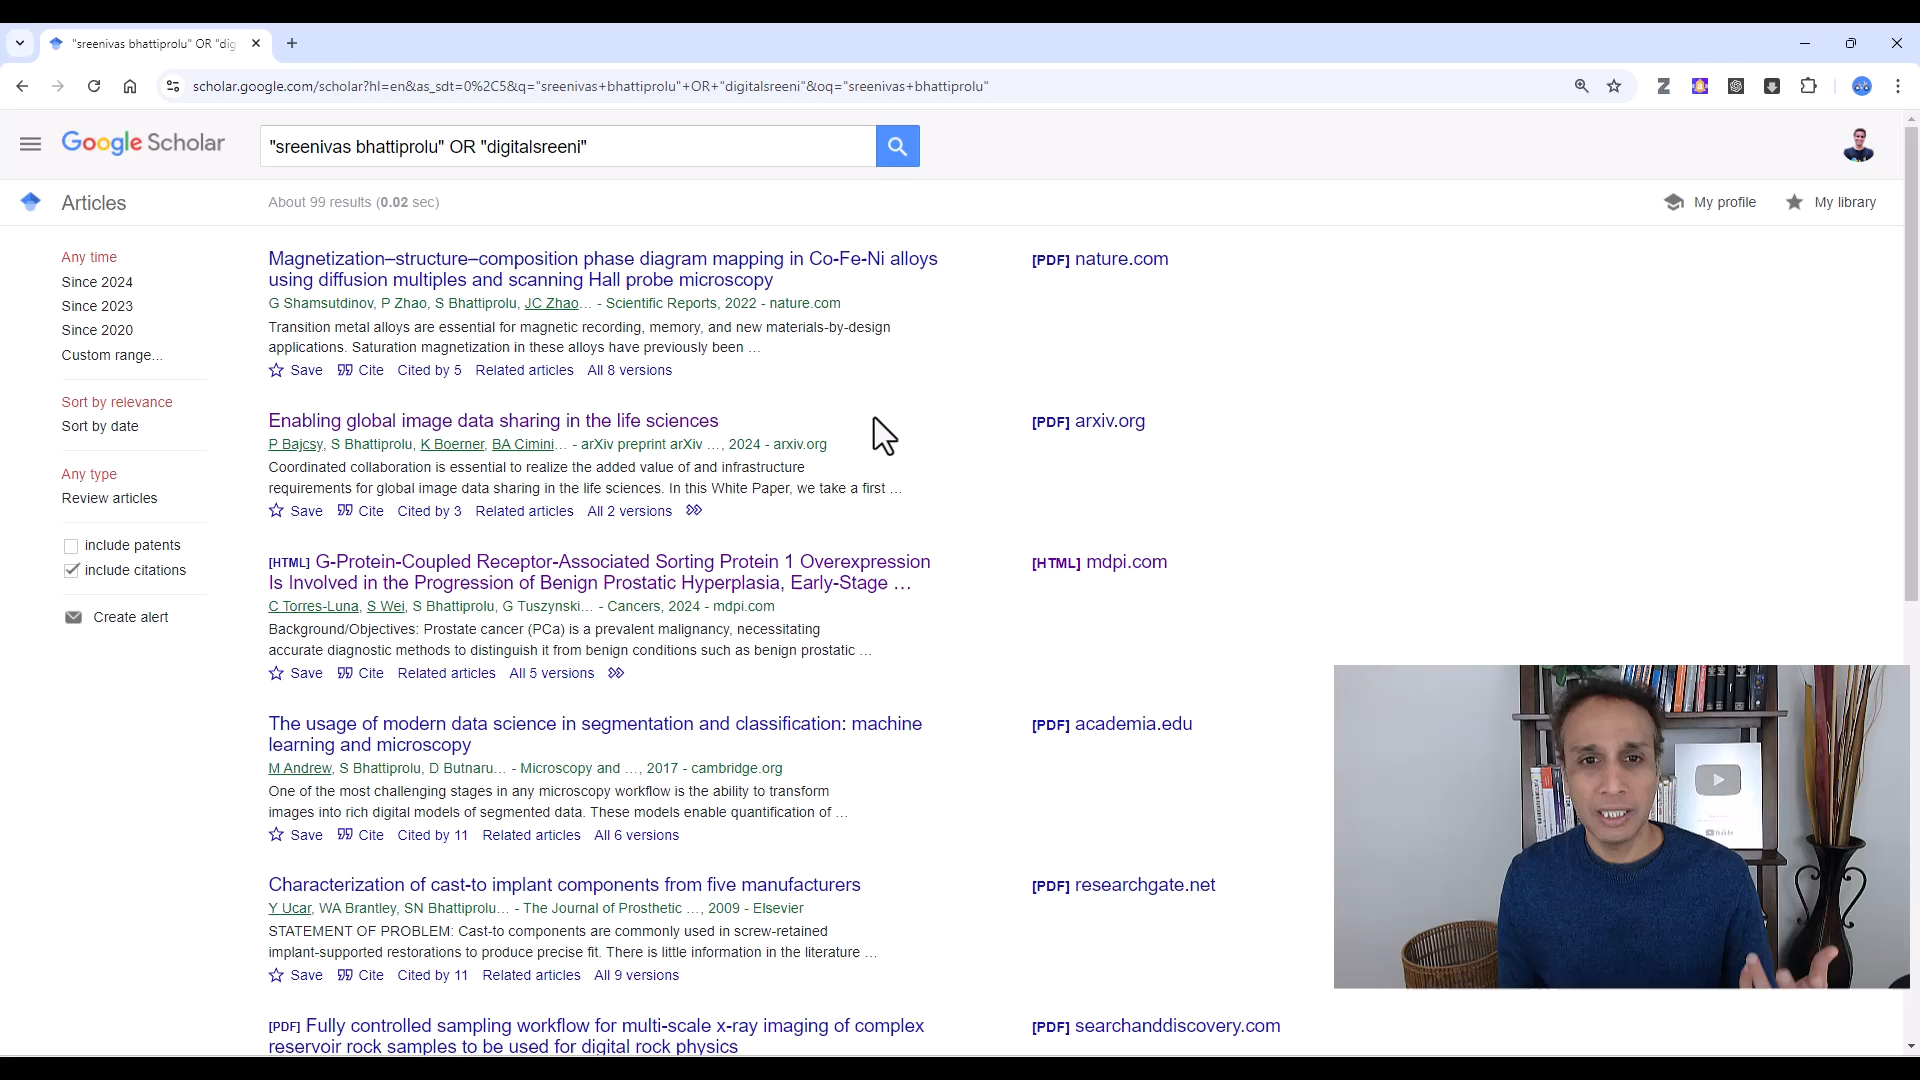 "sreenivas bhattiprolu" OR "dig
scholar.google.com/scholar?hl=en&as_sdt=0%2C5&q="sreenivas+bhattiprolu"+OR+"digitalsreeni"&oq="sreenivas+bhattiprolu"
Google Scholar
"sreenivas bhattiprolu" OR "digitalsreeni"
Articles
About 99 results (0.02 sec)
My profile
My library
Any time
Since 2024
Since 2023
Since 2020
Custom range...
Sort by relevance
Sort by date
Any type
Review articles
include patents
include citations
Create alert
Magnetization–structure–composition phase diagram mapping in Co-Fe-Ni alloys
using diffusion multiples and scanning Hall probe microscopy
G Shamsutdinov, P Zhao, S Bhattiprolu, JC Zhao… - Scientific Reports, 2022 - nature.com
Transition metal alloys are essential for magnetic recording, memory, and new materials-by-design
applications. Saturation magnetization in these alloys have previously been …
Save Cite Cited by 5 Related articles All 8 versions
[PDF] nature.com
Enabling global image data sharing in the life sciences
P Bajcsy, S Bhattiprolu, K Boerner, BA Cimini… - arXiv preprint arXiv …, 2024 - arxiv.org
Coordinated collaboration is essential to realize the added value of and infrastructure
requirements for global image data sharing in the life sciences. In this White Paper, we take a first …
Save Cite Cited by 3 Related articles All 2 versions
[PDF] arxiv.org
[HTML] G-Protein-Coupled Receptor-Associated Sorting Protein 1 Overexpression
Is Involved in the Progression of Benign Prostatic Hyperplasia, Early-Stage …
C Torres-Luna, S Wei, S Bhattiprolu, G Tuszynski… - Cancers, 2024 - mdpi.com
Background/Objectives: Prostate cancer (PCa) is a prevalent malignancy, necessitating
accurate diagnostic methods to distinguish it from benign conditions such as benign prostatic …
Save Cite Related articles All 5 versions
[HTML] mdpi.com
The usage of modern data science in segmentation and classification: machine
learning and microscopy
M Andrew, S Bhattiprolu, D Butnaru… - Microscopy and …, 2017 - cambridge.org
One of the most challenging stages in any microscopy workflow is the ability to transform
images into rich digital models of segmented data. These models enable quantification of …
Save Cite Cited by 11 Related articles All 6 versions
[PDF] academia.edu
Characterization of cast-to implant components from five manufacturers
Y Ucar, WA Brantley, SN Bhattiprolu… - The Journal of Prosthetic …, 2009 - Elsevier
STATEMENT OF PROBLEM: Cast-to components are commonly used in screw-retained
implant-supported restorations to produce precise fit. There is little information in the literature …
Save Cite Cited by 11 Related articles All 9 versions
[PDF] researchgate.net
[PDF] Fully controlled sampling workflow for multi-scale x-ray imaging of complex
reservoir rock samples to be used for digital rock physics
[PDF] searchanddiscovery.com
YouTube